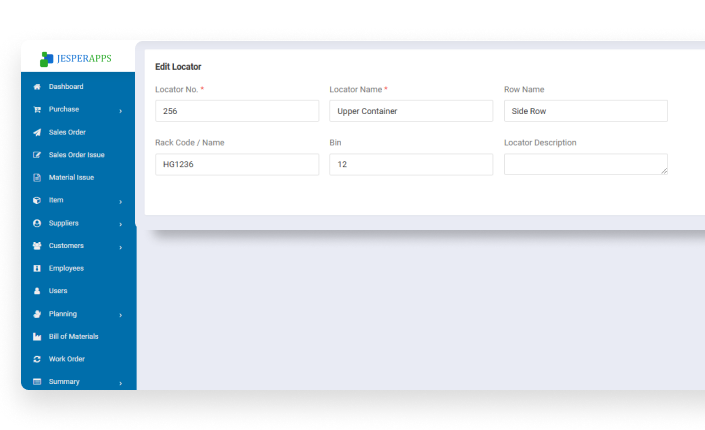 JESPERAPPS
Dashboard
Purchase
Sales Order
Sales Order Issue
Material Issue
Item
Suppliers
Customers
Employees
Users
Planning
Bill of Materials
Work Order
Summary
Edit Locator
Locator No. * Locator Name * Row Name
256 Upper Container Side Row
Rack Code / Name Bin Locator Description
HG1236 12